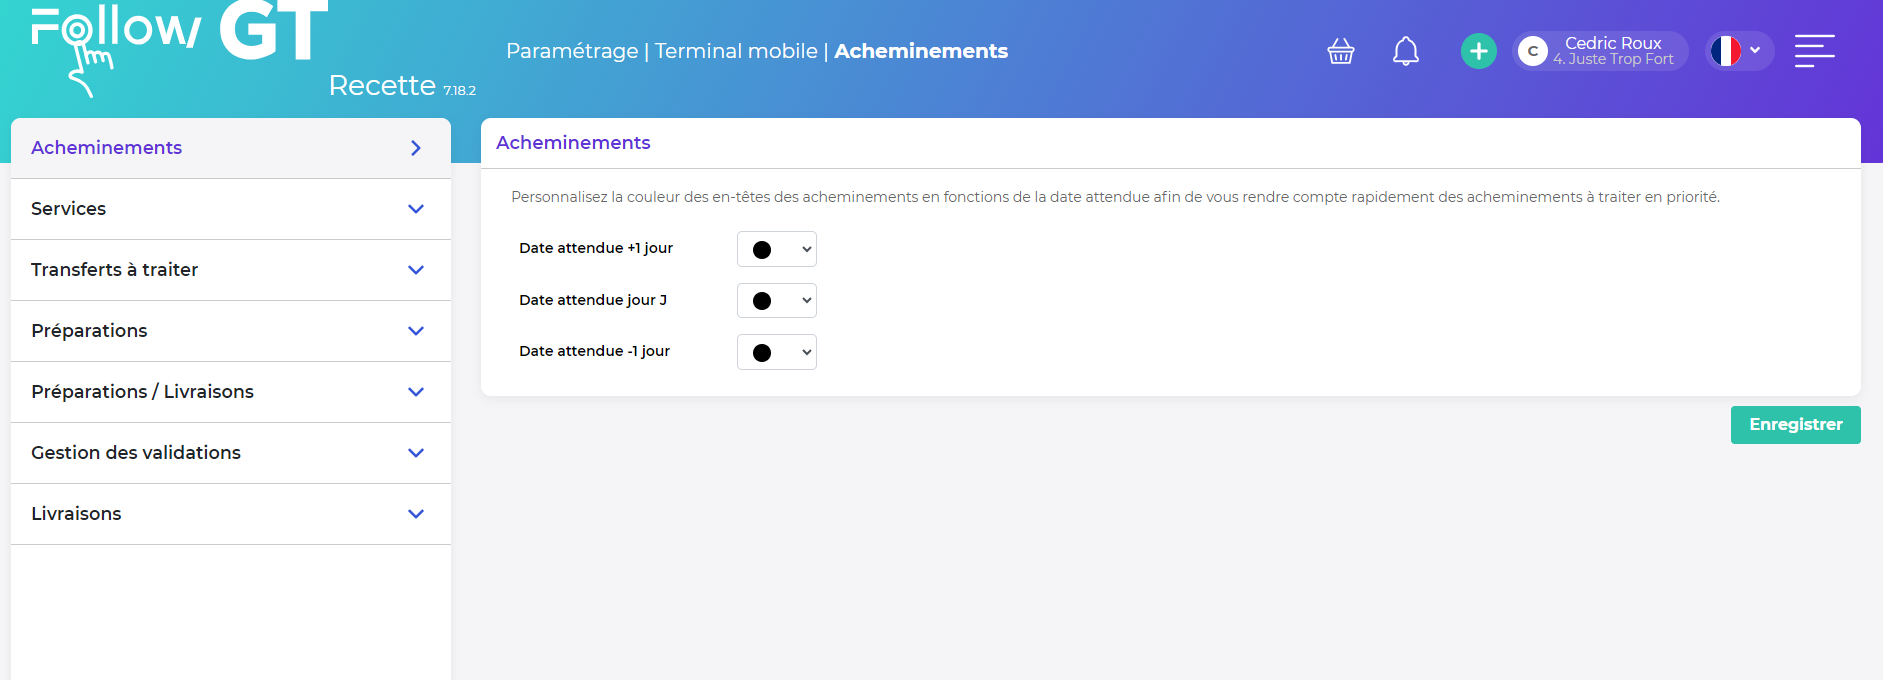 Follow GT
Recette 7.18.2
Paramétrage | Terminal mobile | Acheminements
C
Cedric Roux
4. Juste Trop Fort
Acheminements
Services
Transferts à traiter
Préparations
Préparations / Livraisons
Gestion des validations
Livraisons
Acheminements
Personnalisez la couleur des en-têtes des acheminements en fonctions de la date attendue afin de vous rendre compte rapidement des acheminements à traiter en priorité.
Date attendue +1 jour
Date attendue jour J
Date attendue -1 jour
Enregistrer